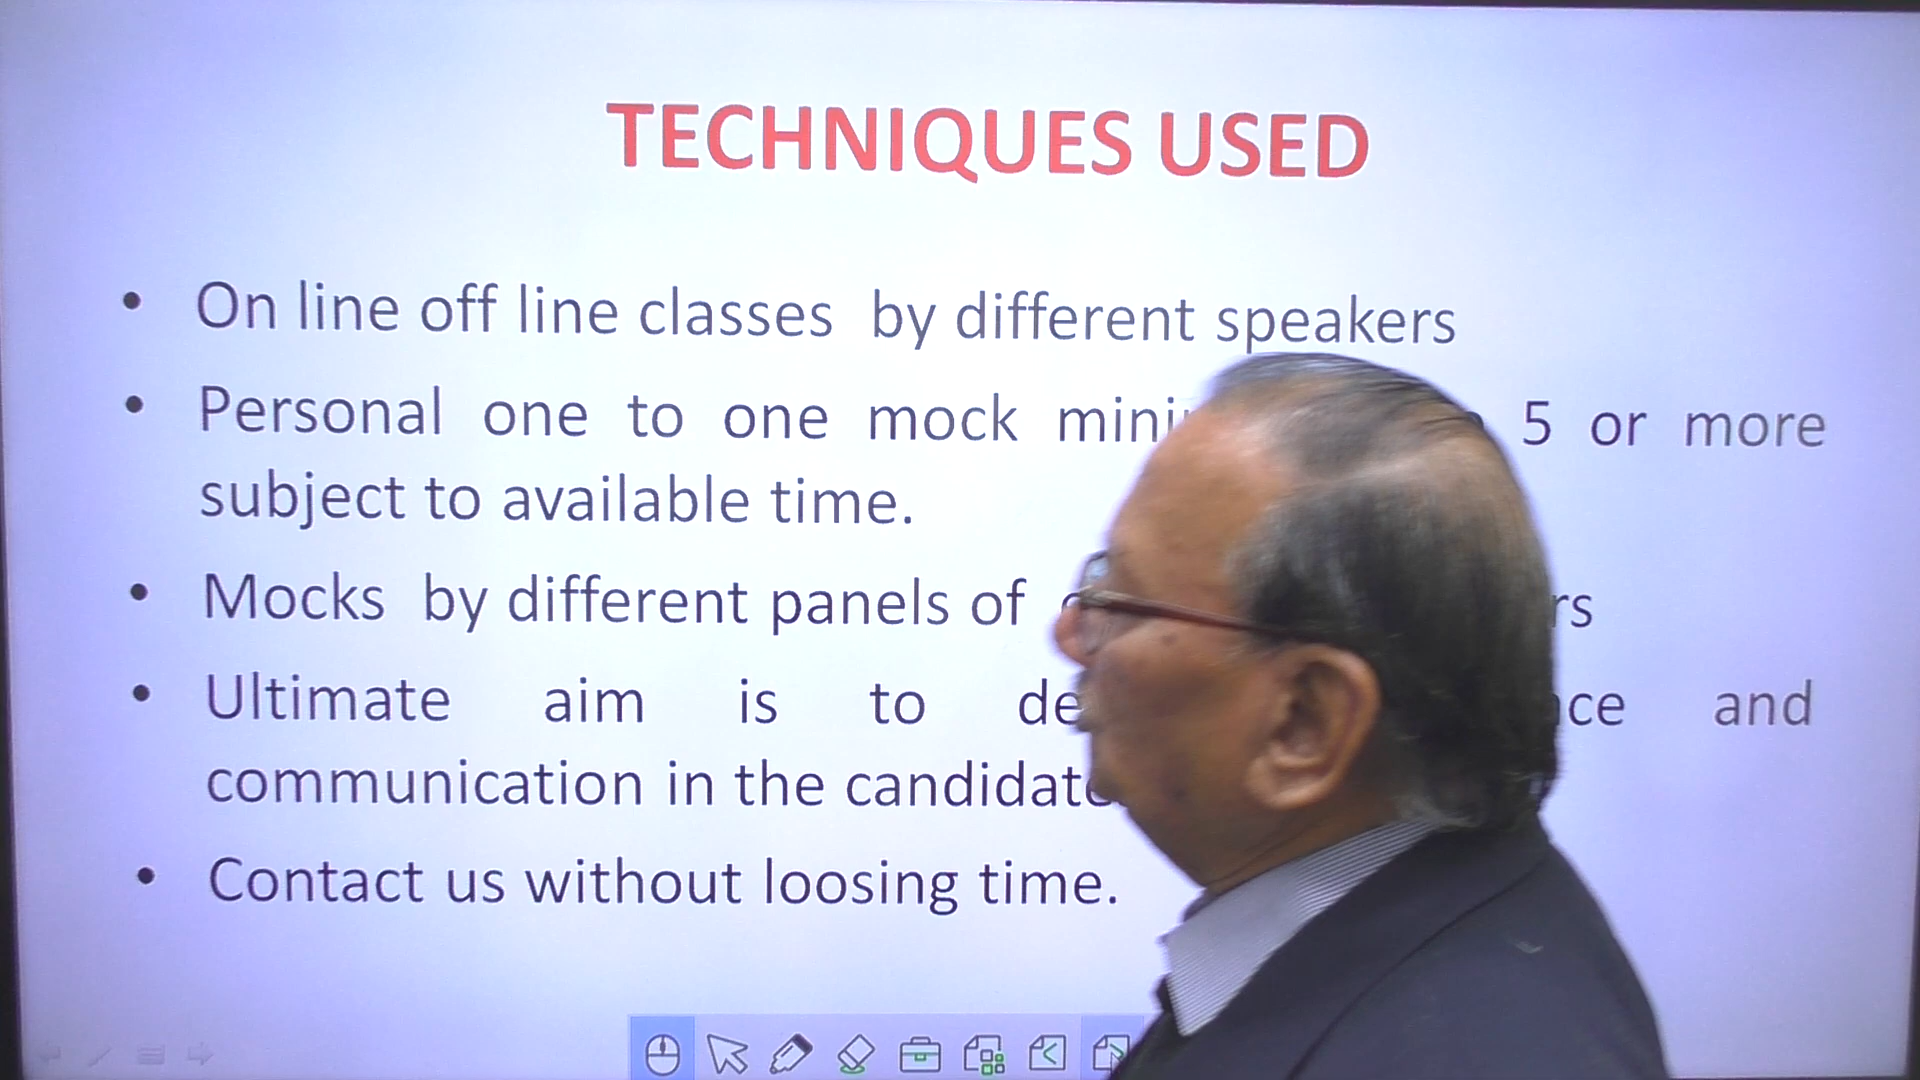 TECHNIQUES USED
• On line off line classes by different speakers
• Personal one to one mock 5 or more
subject to available time.
• Mocks by different panels of
• Ultimate aim is to and
communication in the
• Contact us without loosing time.